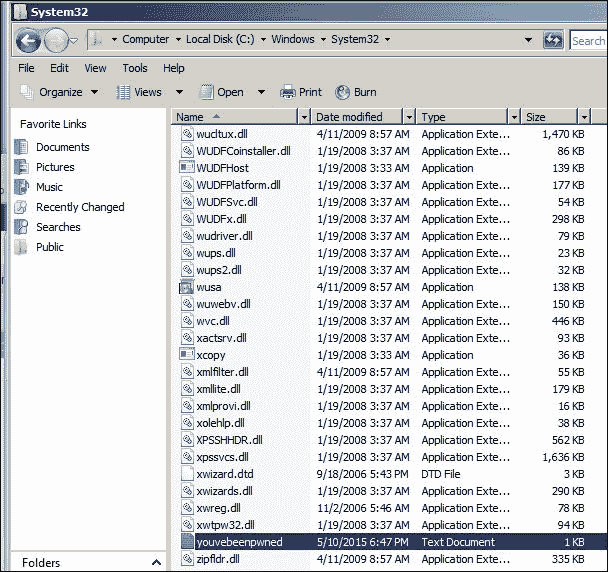 System32
Computer Local Disk (C:) Windows System32 Search
File Edit View Tools Help
Organize Views Open Print Burn
Favorite Links
Documents
Pictures
Music
Recently Changed
Searches
Public
Folders
Name Date modified Type Size
wucltux.dll 4/11/2009 8:57 AM Application Exte... 1,470 KB
WUDFCoinstaller.dll 1/19/2008 3:37 AM Application Exte... 86 KB
WUDFHost 1/19/2008 3:33 AM Application 139 KB
WUDFPlatform.dll 1/19/2008 3:37 AM Application Exte... 177 KB
WUDFSvc.dll 1/19/2008 3:37 AM Application Exte... 54 KB
WUDFx.dll 1/19/2008 3:37 AM Application Exte... 298 KB
wudriver.dll 1/19/2008 3:37 AM Application Exte... 79 KB
wups.dll 1/19/2008 3:37 AM Application Exte... 23 KB
wups2.dll 1/19/2008 3:37 AM Application Exte... 32 KB
wusa 4/11/2009 8:57 AM Application 138 KB
wuwebv.dll 1/19/2008 3:37 AM Application Exte... 150 KB
wvc.dll 1/19/2008 3:37 AM Application Exte... 446 KB
xactsrv.dll 1/19/2008 3:37 AM Application Exte... 93 KB
xcopy 1/19/2008 3:33 AM Application 36 KB
xmlfilter.dll 4/11/2009 8:57 AM Application Exte... 55 KB
xmllite.dll 1/19/2008 3:37 AM Application Exte... 179 KB
xmlprovi.dll 1/19/2008 3:37 AM Application Exte... 16 KB
xolehlp.dll 1/19/2008 3:37 AM Application Exte... 38 KB
XPSSHHDR.dll 1/19/2008 3:37 AM Application Exte... 562 KB
xpssvcs.dll 1/19/2008 3:37 AM Application Exte... 1,636 KB
xwizard.dtd 9/18/2006 5:43 PM DTD File 3 KB
xwizards.dll 1/19/2008 3:37 AM Application Exte... 290 KB
xwreg.dll 11/2/2006 5:46 AM Application Exte... 78 KB
xwtpw32.dll 1/19/2008 3:37 AM Application Exte... 94 KB
youvebeenpwned 5/10/2015 6:47 PM Text Document 1 KB
zipfldr.dll 4/11/2009 8:57 AM Application Exte... 335 KB